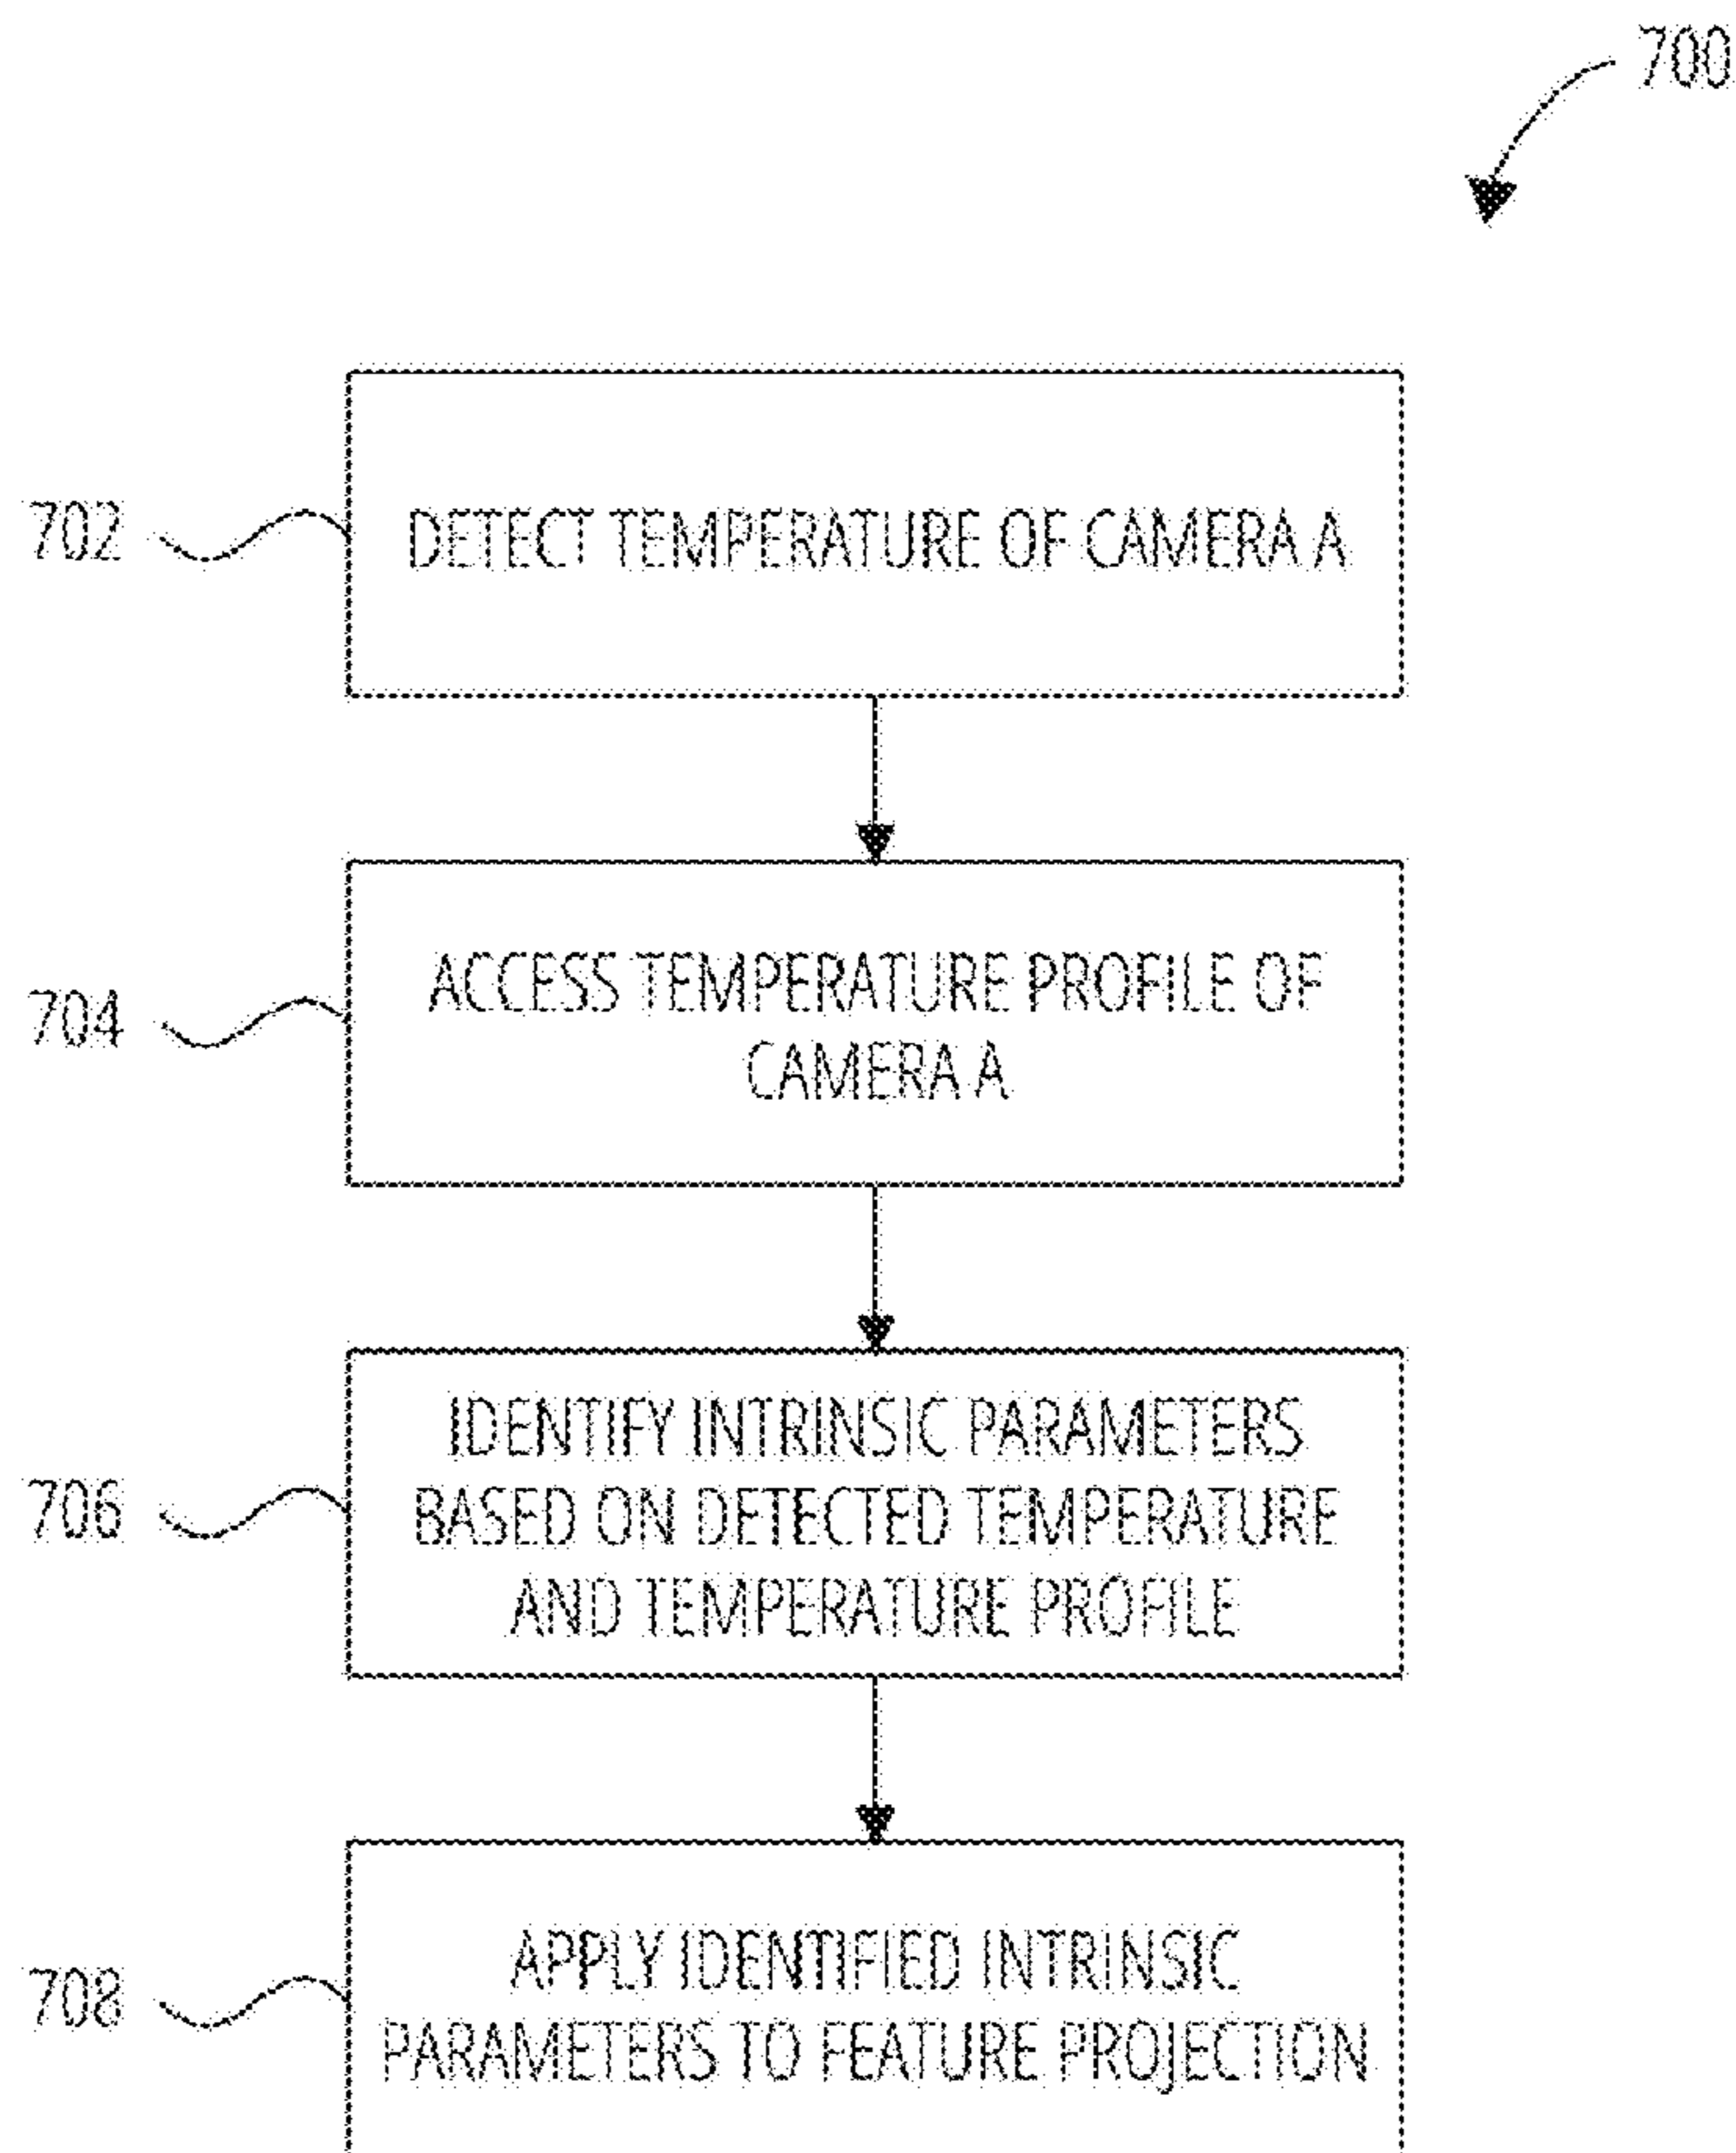 700
702
DETECT TEMPERATURE OF CAMERA A
704
ACCESS TEMPERATURE PROFILE OF
CAMERA A
706
IDENTIFY INTRINSIC PARAMETERS
BASED ON DETECTED TEMPERATURE
AND TEMPERATURE PROFILE
708
APPLY IDENTIFIED INTRINSIC
PARAMETERS TO FEATURE PROJECTION